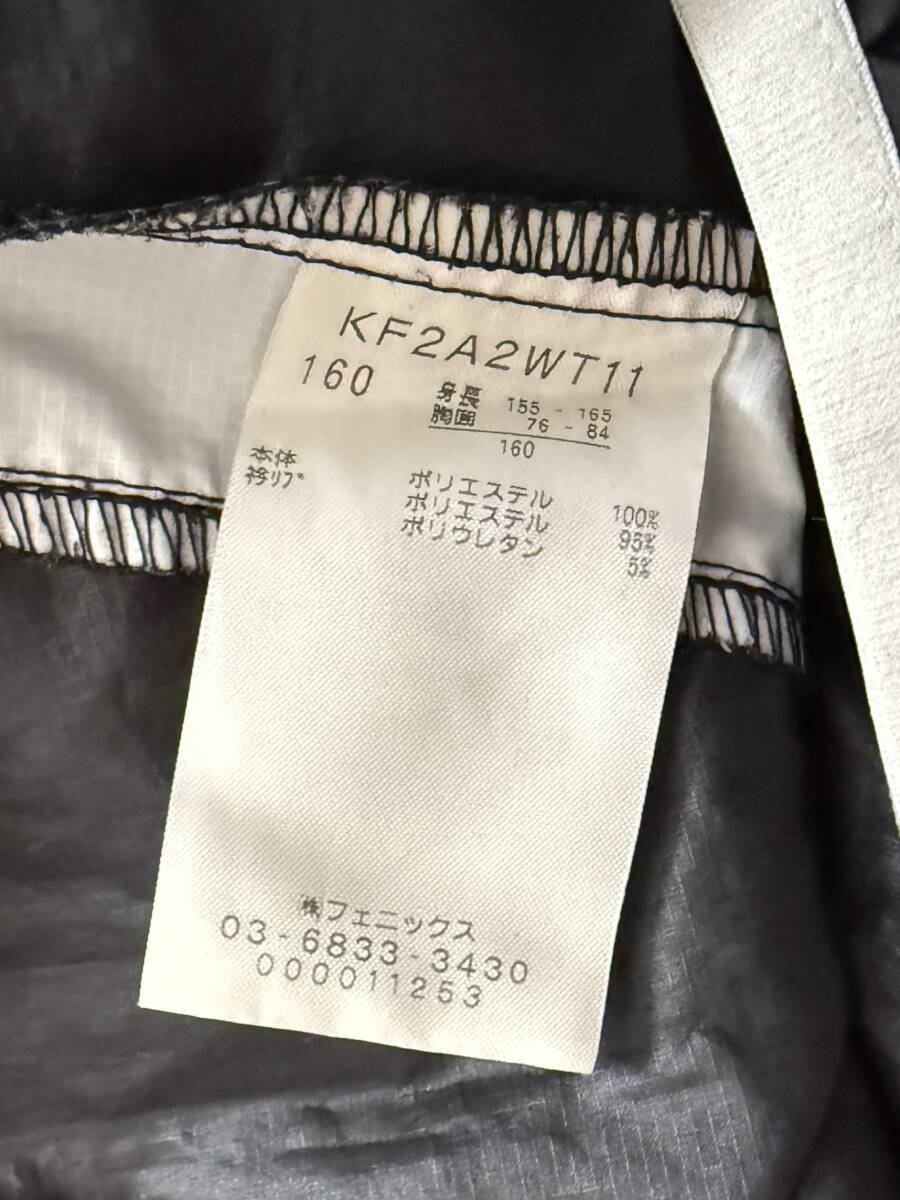 KF2A2WT11
160
身長 155 - 165
胸囲 76 - 84
160
本体 ポリエステル 100%
衿リブ ポリエステル 95%
ポリウレタン 5%
㈱フェニックス
03-6833-3430
000011253